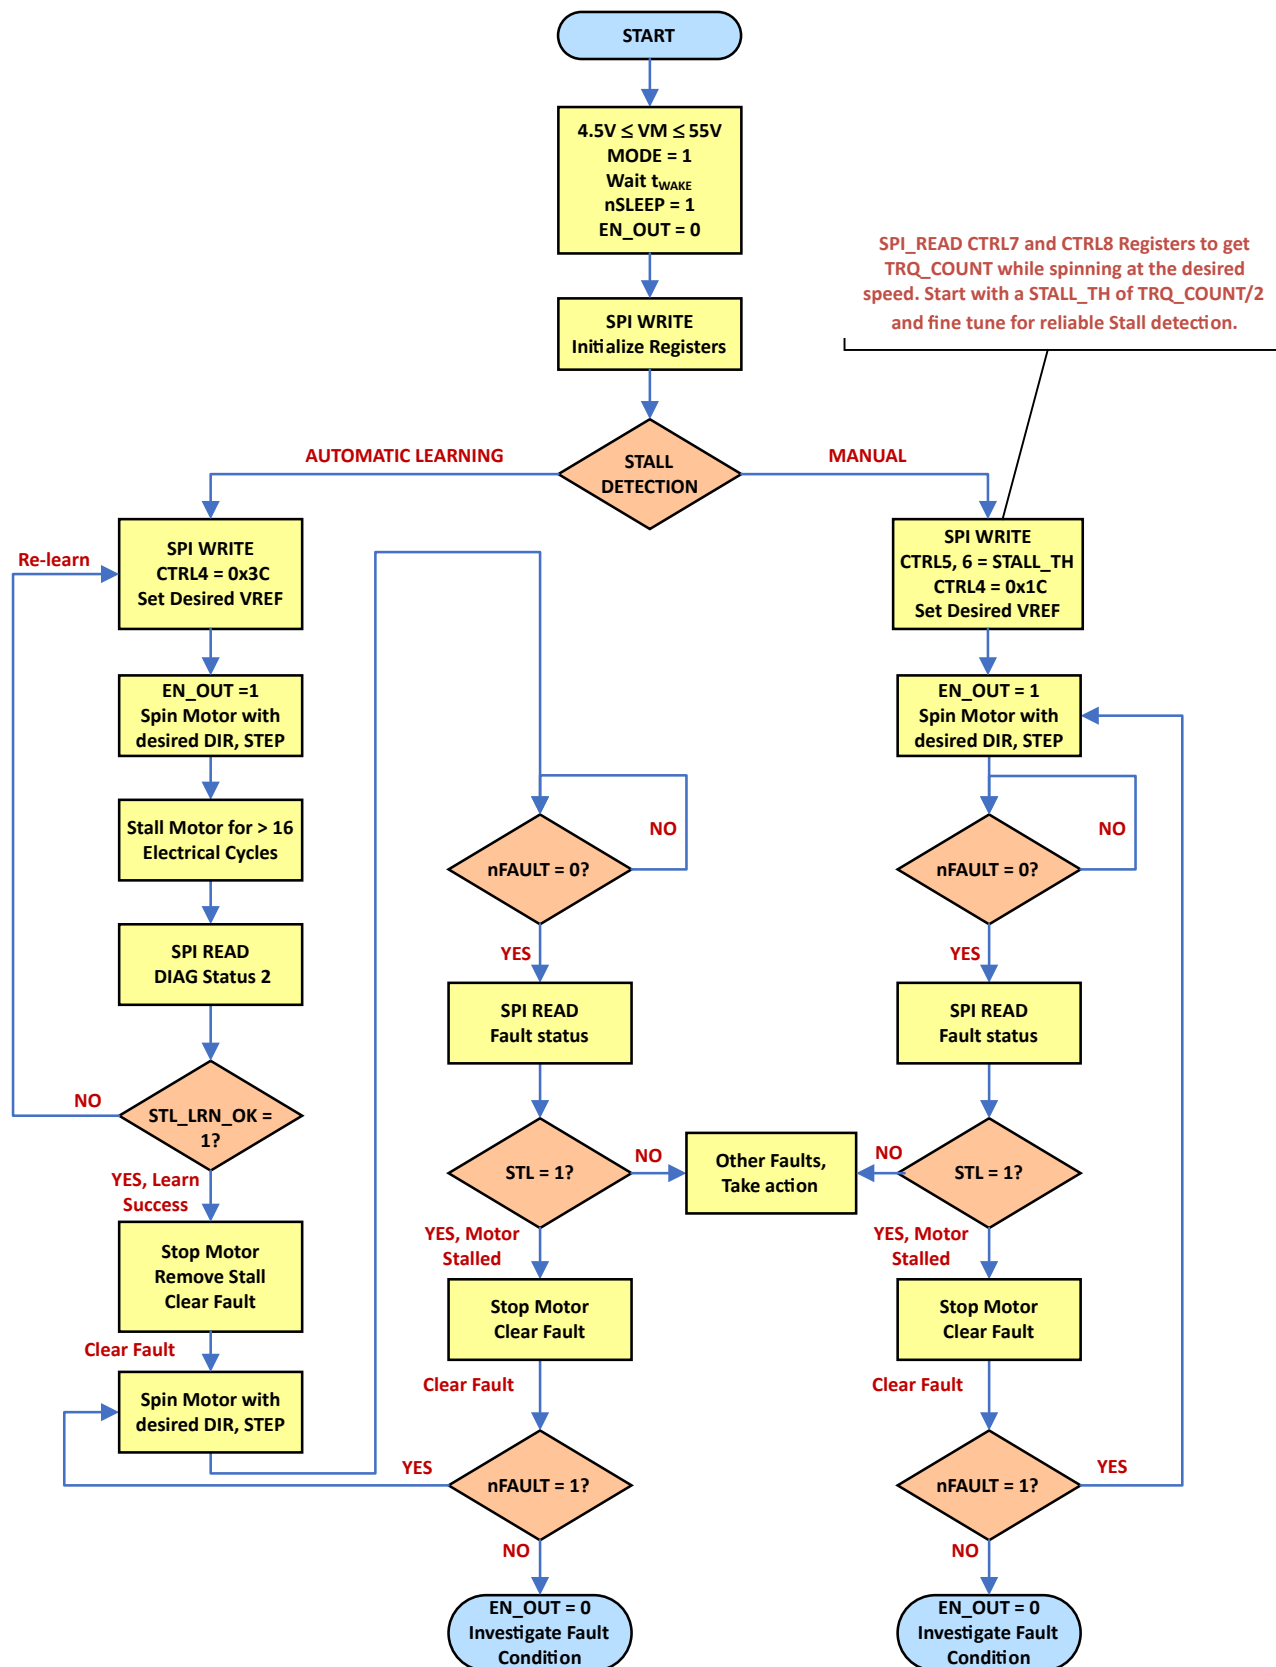 START
4.5V ≤ VM ≤ 55V
MODE = 1
Wait tWAKE
nSLEEP = 1
EN_OUT = 0
SPI_READ CTRL7 and CTRL8 Registers to get
TRQ_COUNT while spinning at the desired
speed. Start with a STALL_TH of TRQ_COUNT/2
and fine tune for reliable Stall detection.
SPI WRITE
Initialize Registers
STALL
DETECTION
AUTOMATIC LEARNING
MANUAL
SPI WRITE
CTRL4 = 0x3C
Set Desired VREF
Re-learn
EN_OUT =1
Spin Motor with
desired DIR, STEP
Stall Motor for > 16
Electrical Cycles
SPI READ
DIAG Status 2
STL_LRN_OK =
1?
NO
YES, Learn
Success
Stop Motor
Remove Stall
Clear Fault
Clear Fault
Spin Motor with
desired DIR, STEP
nFAULT = 0?
NO
YES
SPI READ
Fault status
STL = 1?
NO
Other Faults,
Take action
YES, Motor
Stalled
Stop Motor
Clear Fault
Clear Fault
nFAULT = 1?
YES
NO
EN_OUT = 0
Investigate Fault
Condition
SPI WRITE
CTRL5, 6 = STALL_TH
CTRL4 = 0x1C
Set Desired VREF
EN_OUT = 1
Spin Motor with
desired DIR, STEP
nFAULT = 0?
NO
YES
SPI READ
Fault status
STL = 1?
NO
YES, Motor
Stalled
Stop Motor
Clear Fault
Clear Fault
nFAULT = 1?
YES
NO
EN_OUT = 0
Investigate Fault
Condition